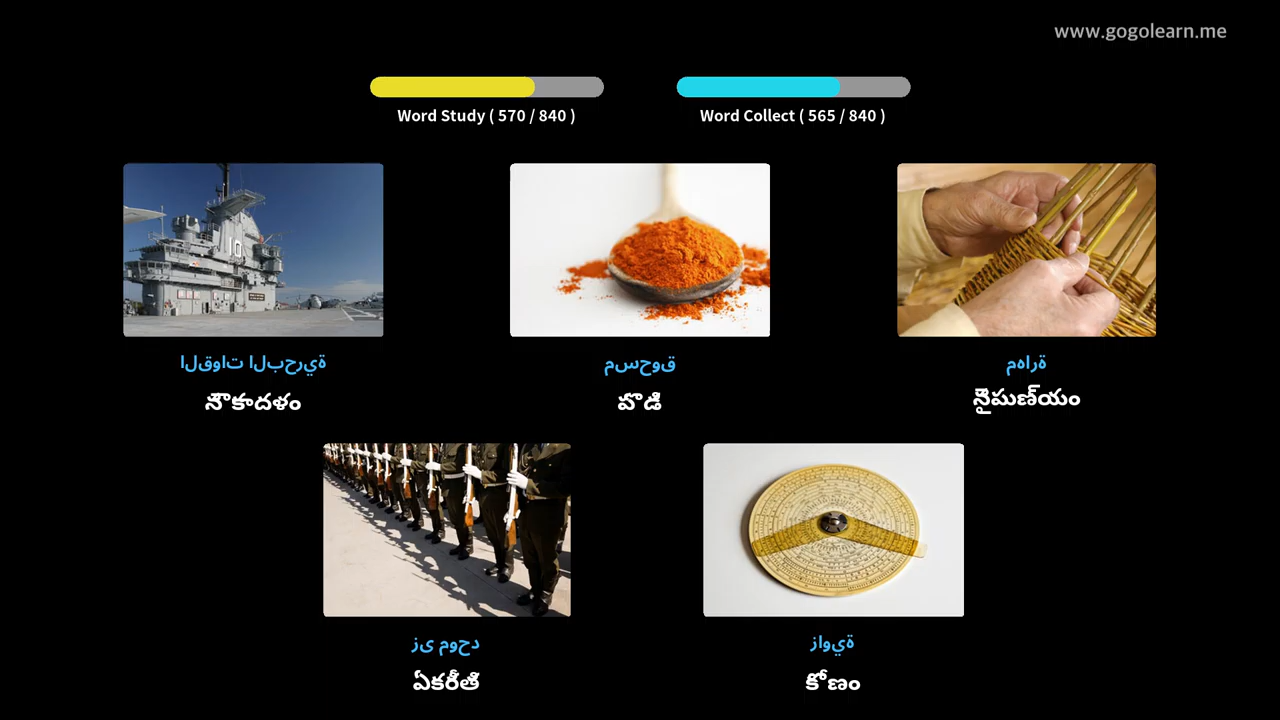 www.gogolearn.me
Word Study ( 570 / 840 )
Word Collect ( 565 / 840 )
القوات البحرية
నౌకాదళం
مسحوق
పొడి
مهارة
నైపుణ్యం
زى موحد
ఏకరీతి
زاوية
కోణం